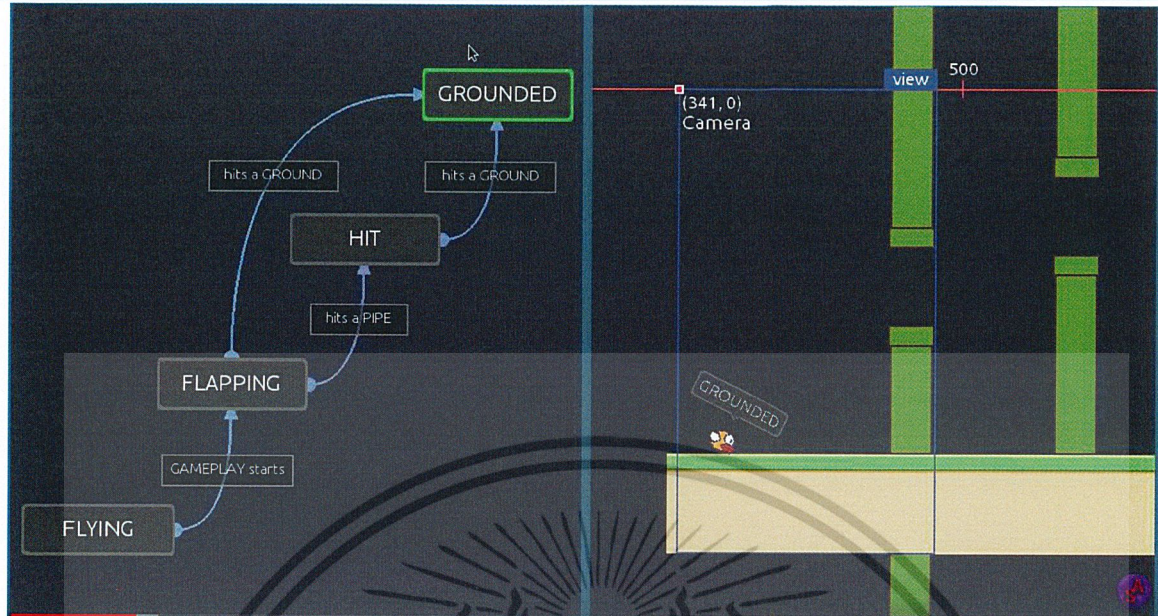 GROUNDED
hits a GROUND
hits a GROUND
HIT
hits a PIPE
FLAPPING
GAMEPLAY starts
FLYING
view
500
(341, 0)
Camera
GROUNDED